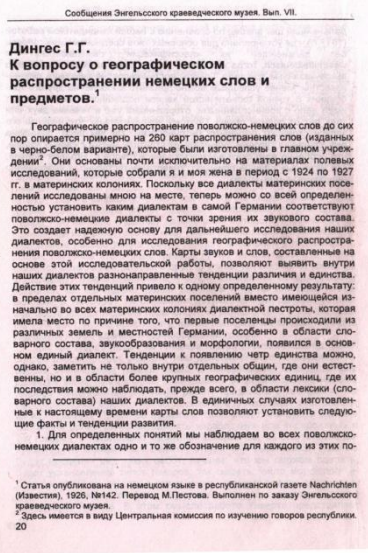 Сообщения Энгельсского краеведческого музея. Вып. VII.
Дингес Г.Г.
К вопросу о географическом
распространении немецких слов и
предметов.¹
Географическое распространение поволжско-немецких слов до сих
пор опирается примерно на 260 карт распространения слов (изданных
в черно-белом варианте), которые были изготовлены в главном учреж-
дении². Они основаны почти исключительно на материалах полевых
исследований, которые собрали я и моя жена в период с 1924 по 1927
гг. в материнских колониях. Поскольку все диалекты материнских посе-
лений исследованы мною на месте, теперь можно со всей определен-
ностью установить каким диалектам в самой Германии соответствуют
поволжско-немецкие диалекты с точки зрения их звукового состава.
Это создает надежную основу для дальнейшего исследования наших
диалектов, особенно для исследования географического распростра-
нения поволжско-немецких слов. Карты звуков и слов, составленные на
основе этой исследовательской работы, позволяют выявить внутри
наших диалектов разнонаправленные тенденции различия и единства.
Действие этих тенденций привело к одному определенному результату:
в пределах отдельных материнских поселений вместо имеющейся из-
начально во всех материнских колониях диалектной пестроты, которая
имела место по причине того, что первые поселенцы происходили из
различных земель и местностей Германии, особенно в области сло-
варного состава, звукообразования и морфологии, появился в основ-
ном единый диалект. Тенденции к появлению четр единства можно,
однако, заметить не только внутри отдельных общин, где они естест-
венны, но и в области более крупных географических единиц, где их
последствия можно наблюдать, прежде всего, в области лексики (сло-
варного состава) наших диалектов. В единичных случаях изготовлен-
ные к настоящему времени карты слов позволяют установить следую-
щие факты и тенденции развития.
1. Для определенных понятий мы наблюдаем во всех поволжско-
немецких диалектах одно и то же обозначение для каждого из этих по-
¹ Статья опубликована на немецком языке в республиканской газете Nachrichten
(Известия), 1926, №142. Перевод М.Пестова. Выполнен по заказу Энгельсского
краеведческого музея.
² Здесь имеется в виду Центральная комиссия по изучению говоров республики.
20